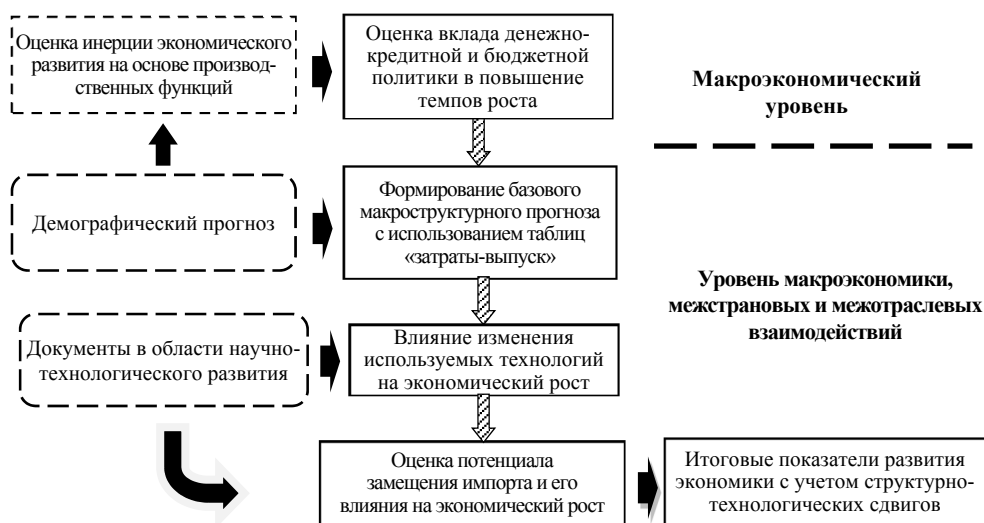 Оценка инерции экономического
развития на основе производ-
ственных функций
Оценка вклада денежно-
кредитной и бюджетной
политики в повышение
темпов роста
Макроэкономический
уровень
Демографический прогноз
Формирование базового
макроструктурного прогноза
с использованием таблиц
«затраты-выпуск»
Уровень макроэкономики,
межстрановых и межотраслевых
взаимодействий
Документы в области научно-
технологического развития
Влияние изменения
используемых технологий
на экономический рост
Оценка потенциала
замещения импорта и его
влияния на экономический рост
Итоговые показатели развития
экономики с учетом структурно-
технологических сдвигов